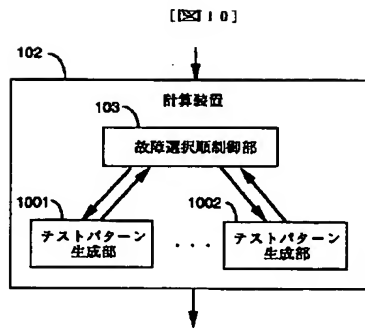 [図10]
102
計算装置
103
故障選択順制御部
1001
1002
テストパターン
生成部
・・・
テストパターン
生成部